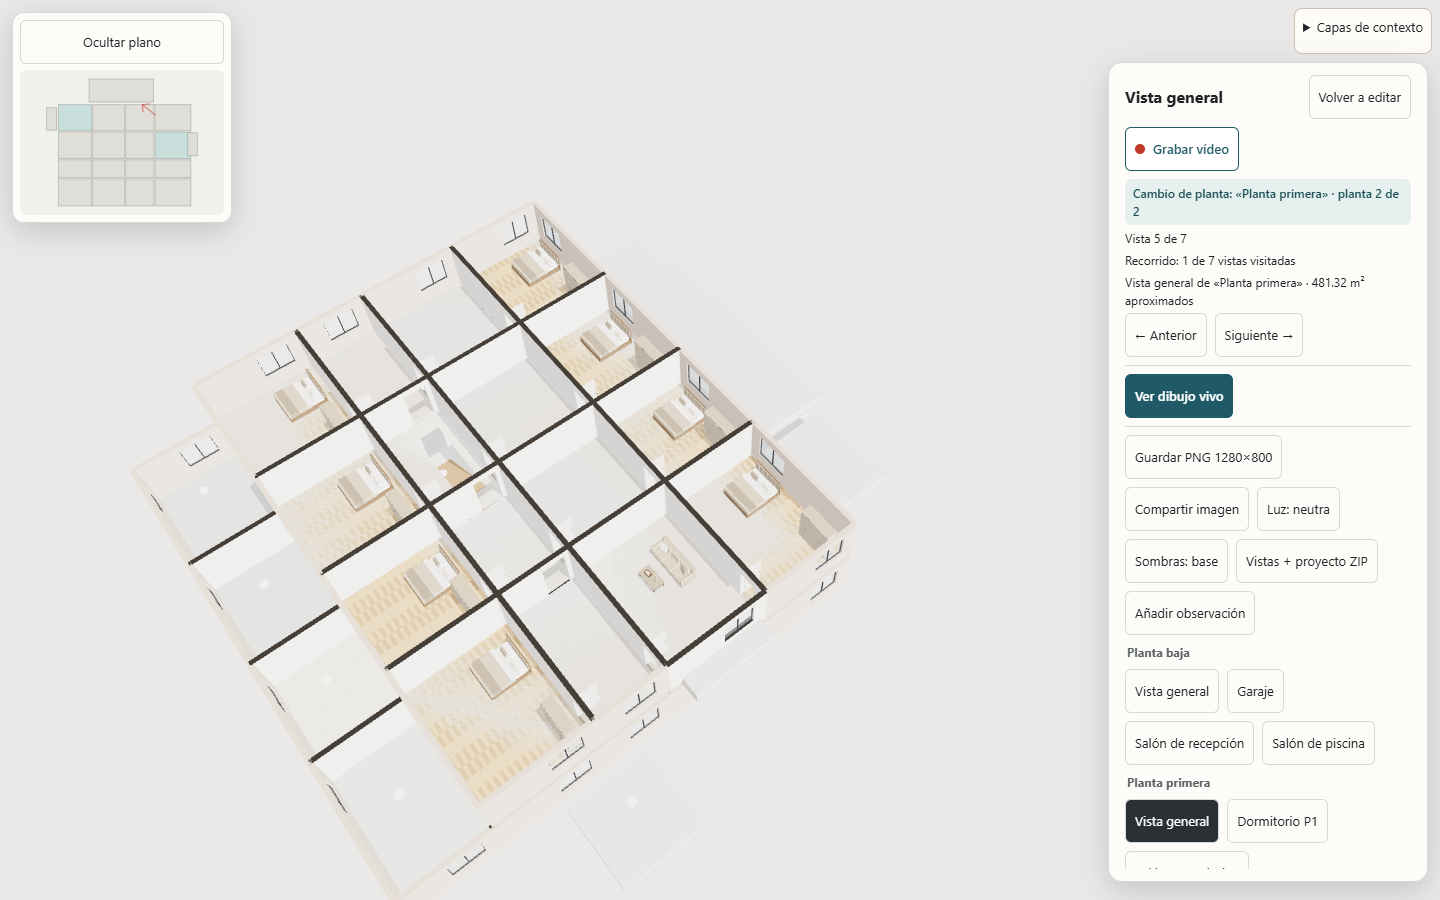 Ocultar plano
▶ Capas de contexto
Vista general
Volver a editar
Grabar vídeo
Cambio de planta: «Planta primera» · planta 2 de
2
Vista 5 de 7
Recorrido: 1 de 7 vistas visitadas
Vista general de «Planta primera» · 481.32 m²
aproximados
← Anterior
Siguiente →
Ver dibujo vivo
Guardar PNG 1280×800
Compartir imagen
Luz: neutra
Sombras: base
Vistas + proyecto ZIP
Añadir observación
Planta baja
Vista general
Garaje
Salón de recepción
Salón de piscina
Planta primera
Vista general
Dormitorio P1